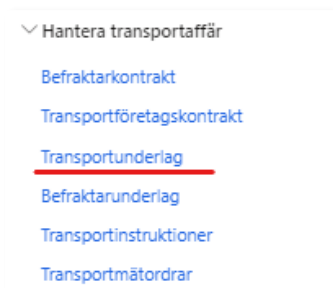 Hantera transportaffär
Befraktarkontrakt
Transportföretagskontrakt
Transportunderlag
Befraktarunderlag
Transportinstruktioner
Transportmätordrar